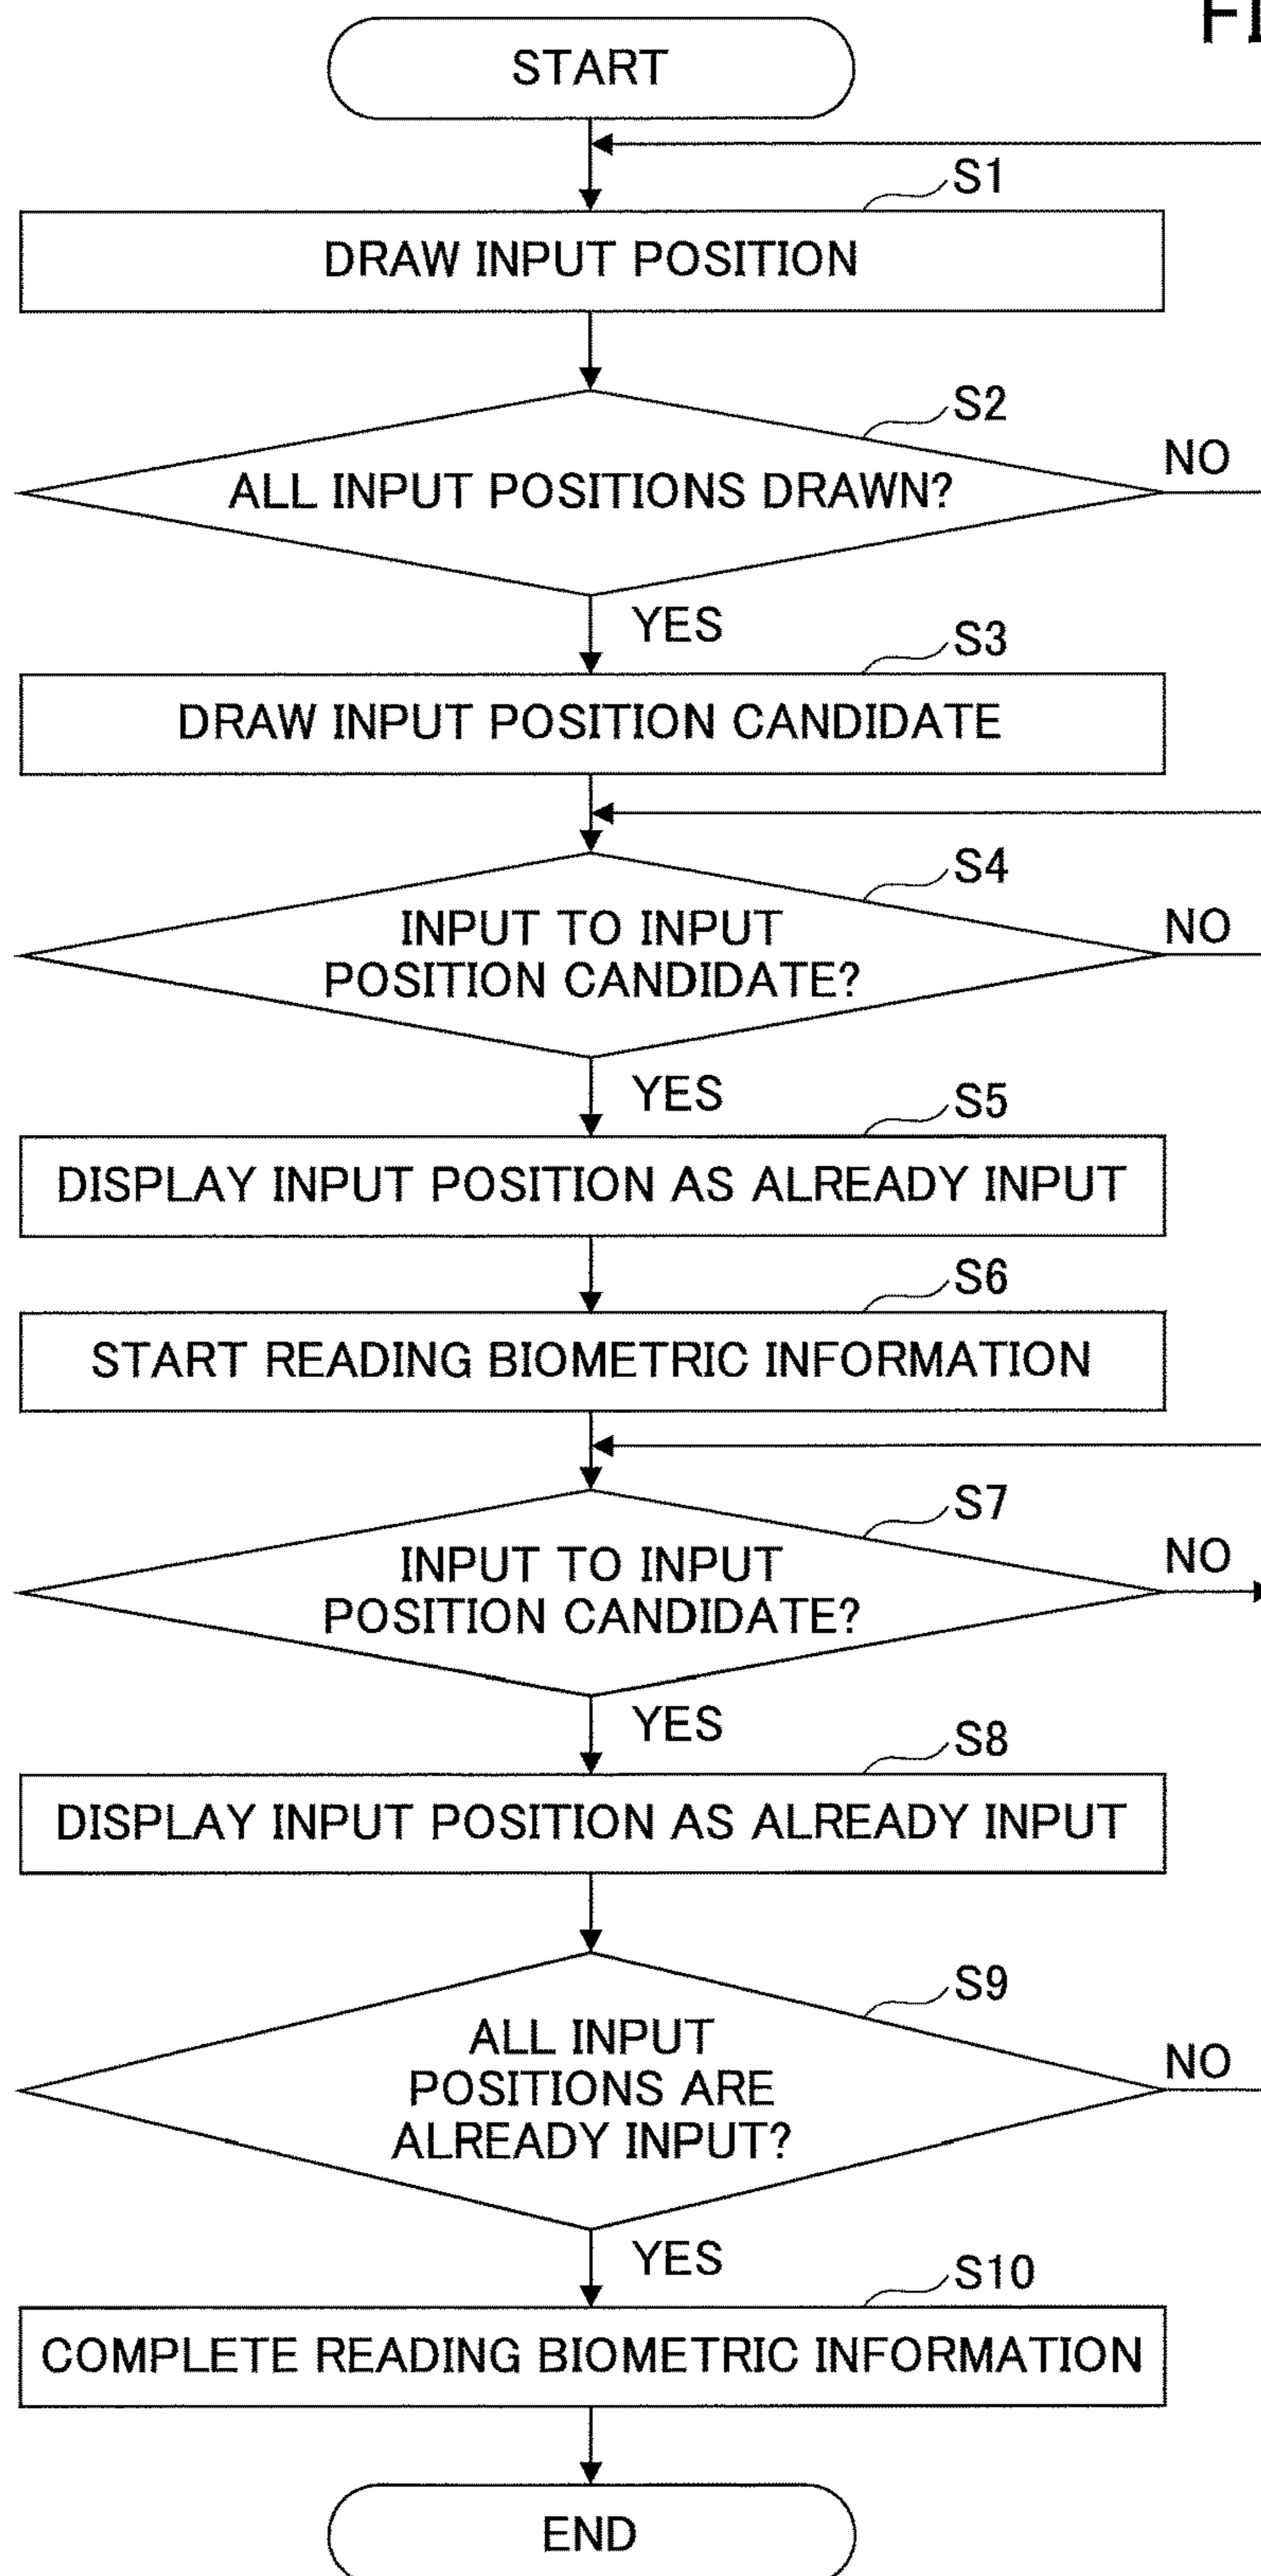 FI
START
S1
DRAW INPUT POSITION
S2
ALL INPUT POSITIONS DRAWN?
NO
YES
S3
DRAW INPUT POSITION CANDIDATE
S4
INPUT TO INPUT
POSITION CANDIDATE?
NO
YES
S5
DISPLAY INPUT POSITION AS ALREADY INPUT
S6
START READING BIOMETRIC INFORMATION
S7
INPUT TO INPUT
POSITION CANDIDATE?
NO
YES
S8
DISPLAY INPUT POSITION AS ALREADY INPUT
S9
ALL INPUT
POSITIONS ARE
ALREADY INPUT?
NO
YES
S10
COMPLETE READING BIOMETRIC INFORMATION
END